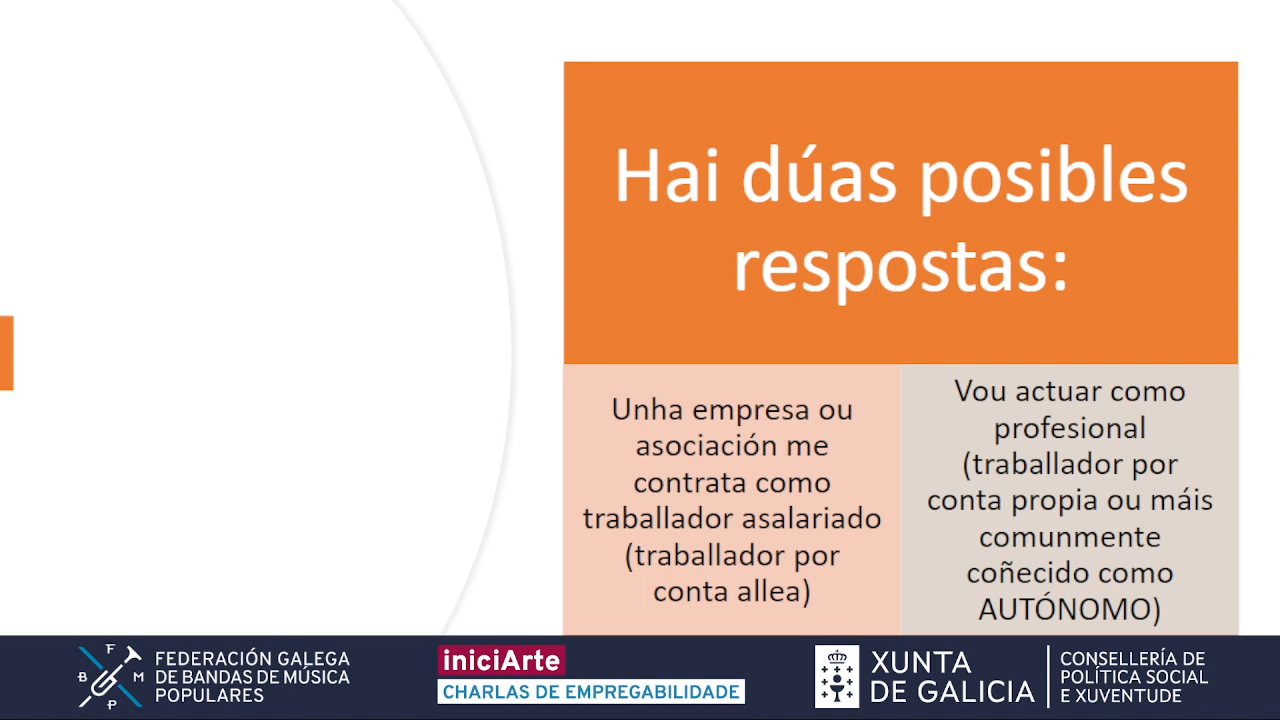 Hai dúas posibles
respostas:
Unha empresa ou
asociación me
contrata como
traballador asalariado
(traballador por
conta allea)
Vou actuar como
profesional
(traballador por
conta propia ou máis
comunmente
coñecido como
AUTÓNOMO)
F
B M
P
FEDERACIÓN GALEGA
DE BANDAS DE MÚSICA
POPULARES
iniciArte
CHARLAS DE EMPREGABILIDADE
XUNTA
DE GALICIA
CONSELLERÍA DE
POLÍTICA SOCIAL
E XUVENTUDE